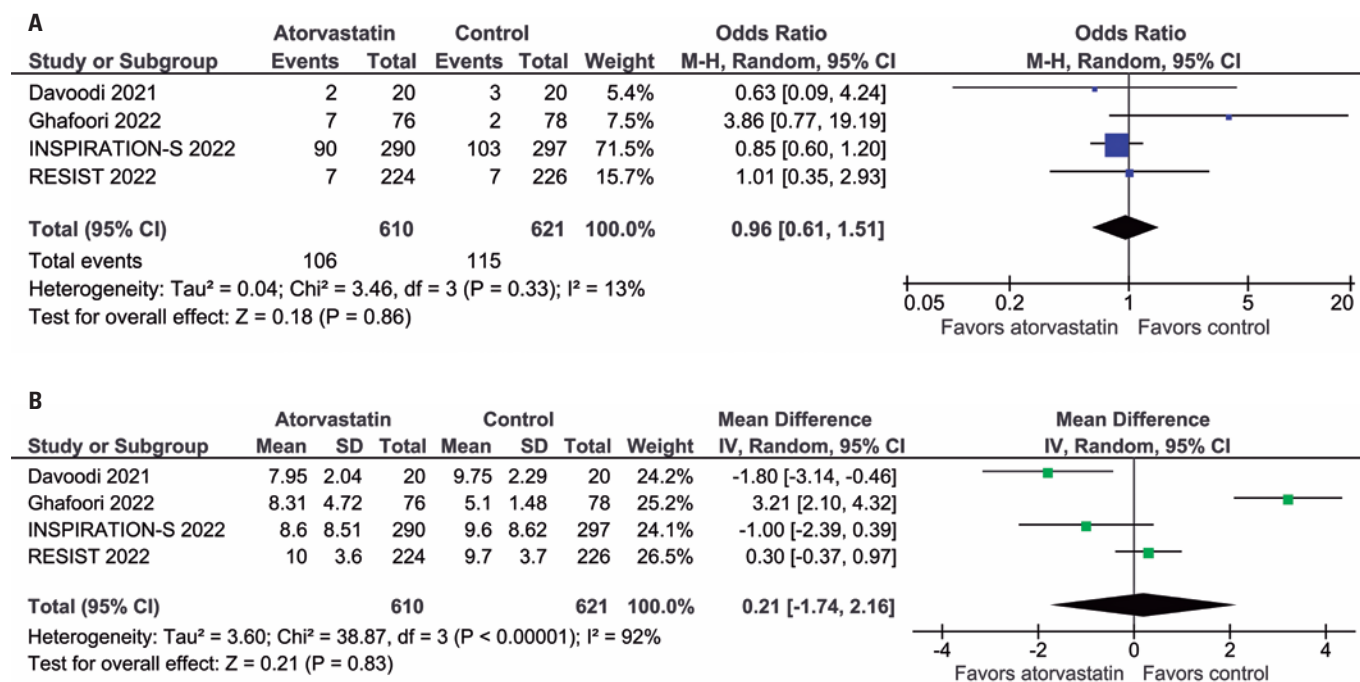 A
Atorvastatin Control Odds Ratio Odds Ratio
Study or Subgroup Events Total Events Total Weight M-H, Random, 95% CI M-H, Random, 95% CI
Davoodi 2021 2 20 3 20 5.4% 0.63 [0.09, 4.24]
Ghafoori 2022 7 76 2 78 7.5% 3.86 [0.77, 19.19]
INSPIRATION-S 2022 90 290 103 297 71.5% 0.85 [0.60, 1.20]
RESIST 2022 7 224 7 226 15.7% 1.01 [0.35, 2.93]
Total (95% CI) 610 621 100.0% 0.96 [0.61, 1.51]
Total events 106 115
Heterogeneity: Tau² = 0.04; Chi² = 3.46, df = 3 (P = 0.33); I² = 13%
Test for overall effect: Z = 0.18 (P = 0.86)
0.05 0.2 1 5 20
Favors atorvastatin Favors control
B
Atorvastatin Control Mean Difference Mean Difference
Study or Subgroup Mean SD Total Mean SD Total Weight IV, Random, 95% CI IV, Random, 95% CI
Davoodi 2021 7.95 2.04 20 9.75 2.29 20 24.2% -1.80 [-3.14, -0.46]
Ghafoori 2022 8.31 4.72 76 5.1 1.48 78 25.2% 3.21 [2.10, 4.32]
INSPIRATION-S 2022 8.6 8.51 290 9.6 8.62 297 24.1% -1.00 [-2.39, 0.39]
RESIST 2022 10 3.6 224 9.7 3.7 226 26.5% 0.30 [-0.37, 0.97]
Total (95% CI) 610 621 100.0% 0.21 [-1.74, 2.16]
Heterogeneity: Tau² = 3.60; Chi² = 38.87, df = 3 (P < 0.00001); I² = 92%
Test for overall effect: Z = 0.21 (P = 0.83)
-4 -2 0 2 4
Favors atorvastatin Favors control